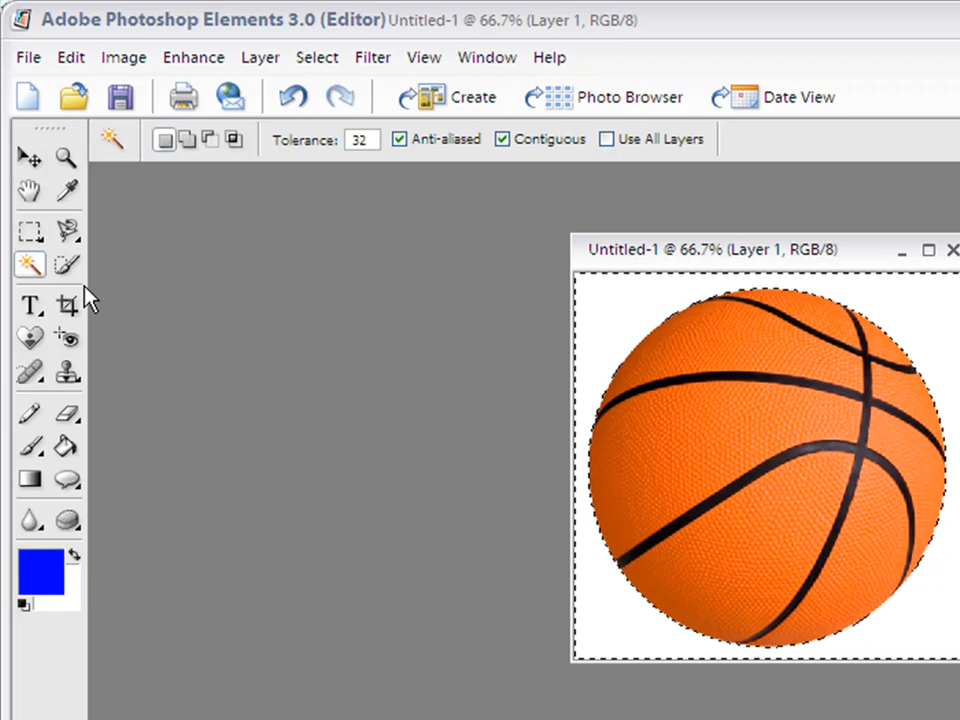 Adobe Photoshop Elements 3.0 (Editor) Untitled-1 @ 66.7% (Layer 1, RGB/8)
File Edit Image Enhance Layer Select Filter View Window Help
Create Photo Browser Date View
Tolerance: 32 Anti-aliased Contiguous Use All Layers
Untitled-1 @ 66.7% (Layer 1, RGB/8)
T